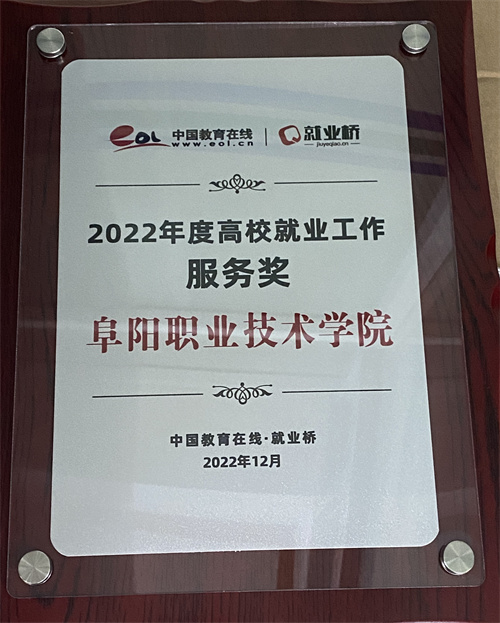 eoL 中国教育在线 www.eol.cn 就业桥 jiuyeqiao.cn
2022年度高校就业工作
服务奖
阜阳职业技术学院
中国教育在线·就业桥
2022年12月